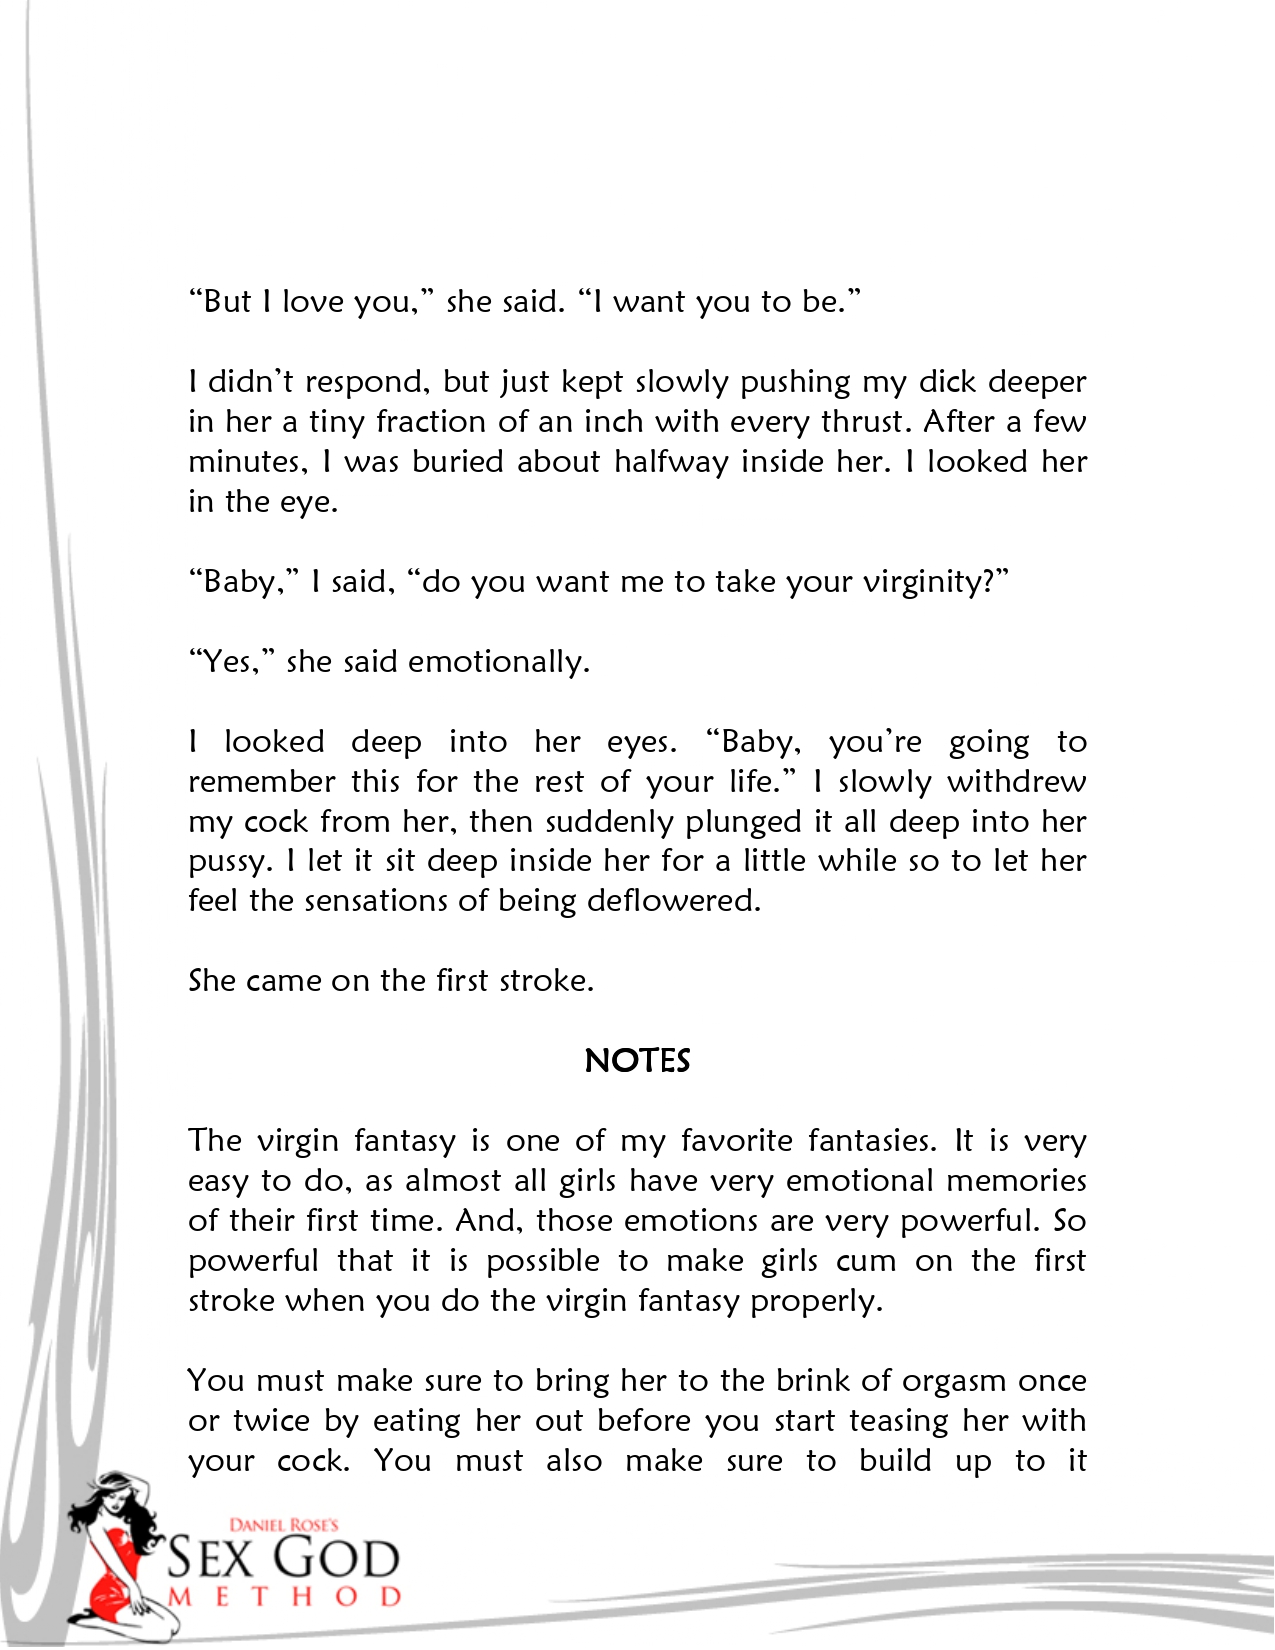 “But I love you,” she said. “I want you to be.”
I didn’t respond, but just kept slowly pushing my dick deeper
in her a tiny fraction of an inch with every thrust. After a few
minutes, I was buried about halfway inside her. I looked her
in the eye.
“Baby,” I said, “do you want me to take your virginity?”
“Yes,” she said emotionally.
I looked deep into her eyes. “Baby, you’re going to
remember this for the rest of your life.” I slowly withdrew
my cock from her, then suddenly plunged it all deep into her
pussy. I let it sit deep inside her for a little while so to let her
feel the sensations of being deflowered.
She came on the first stroke.
NOTES
The virgin fantasy is one of my favorite fantasies. It is very
easy to do, as almost all girls have very emotional memories
of their first time. And, those emotions are very powerful. So
powerful that it is possible to make girls cum on the first
stroke when you do the virgin fantasy properly.
You must make sure to bring her to the brink of orgasm once
or twice by eating her out before you start teasing her with
your cock. You must also make sure to build up to it
DANIEL ROSE’S
SEX GOD
METHOD